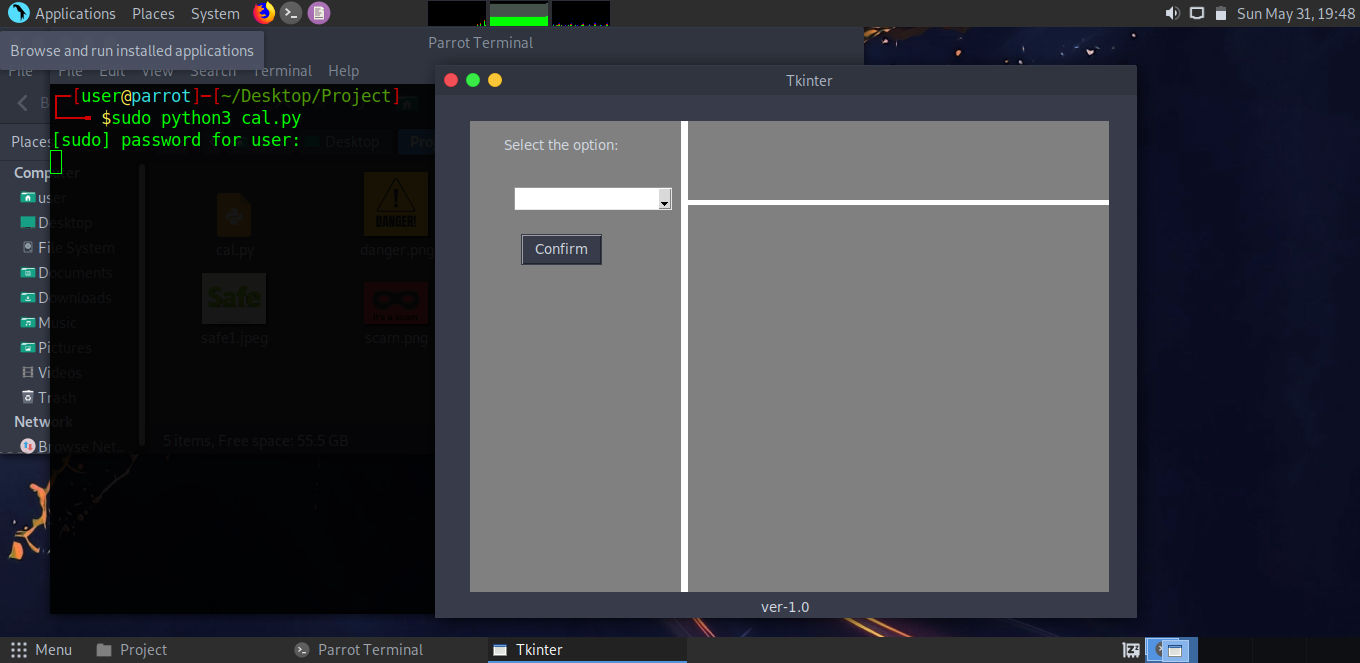 Applications Places System
Sun May 31, 19:48
Browse and run installed applications
Parrot Terminal
File
File Edit View Search Terminal Help
Tkinter
┌─[user@parrot]─[~/Desktop/Project]
└──╼ $sudo python3 cal.py
[sudo] password for user:
Places
Desktop
Pro
Computer
user
Desktop
File System
Documents
Downloads
Music
Pictures
Videos
Trash
Network
Browse Net...
cal.py
DANGER!
danger.png
Safe
safe1.jpeg
IT'S A SCAM!
scam.png
5 items, Free space: 55.5 GB
Select the option:
Confirm
ver-1.0
Menu
Project
Parrot Terminal
Tkinter